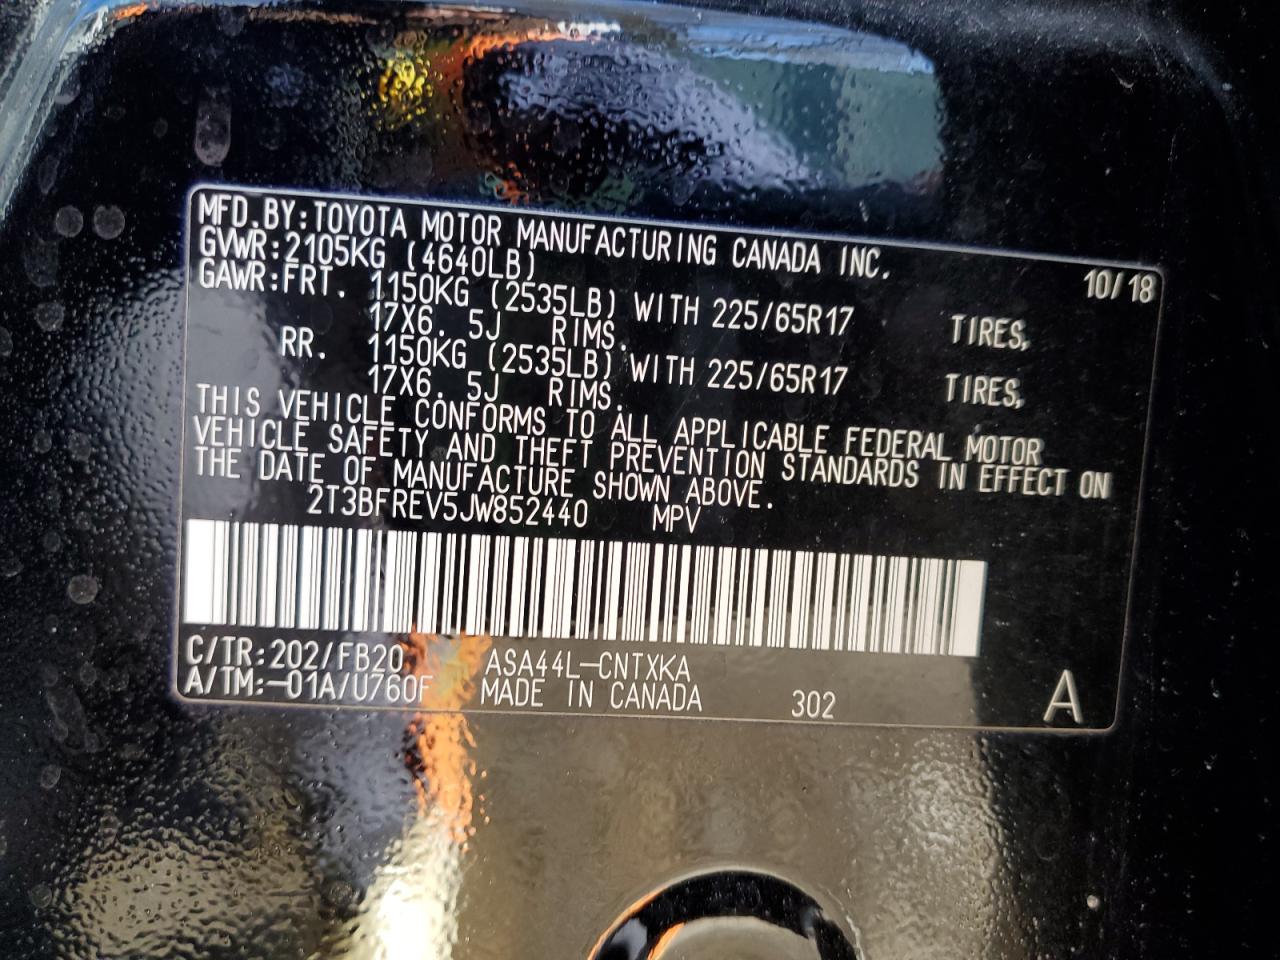 MFD.BY:TOYOTA MOTOR MANUFACTURING CANADA INC. 10/18
GVWR:2105KG (4640LB)
GAWR:FRT. 1150KG (2535LB) WITH 225/65R17 TIRES,
17X6. 5J RIMS.
RR. 1150KG (2535LB) WITH 225/65R17 TIRES,
17X6. 5J RIMS.
THIS VEHICLE CONFORMS TO ALL APPLICABLE FEDERAL MOTOR
VEHICLE SAFETY AND THEFT PREVENTION STANDARDS IN EFFECT ON
THE DATE OF MANUFACTURE SHOWN ABOVE.
2T3BFREV5JW852440 MPV
C/TR:202/FB20 ASA44L-CNTXKA
A/TM:-01A/U760F MADE IN CANADA 302 A